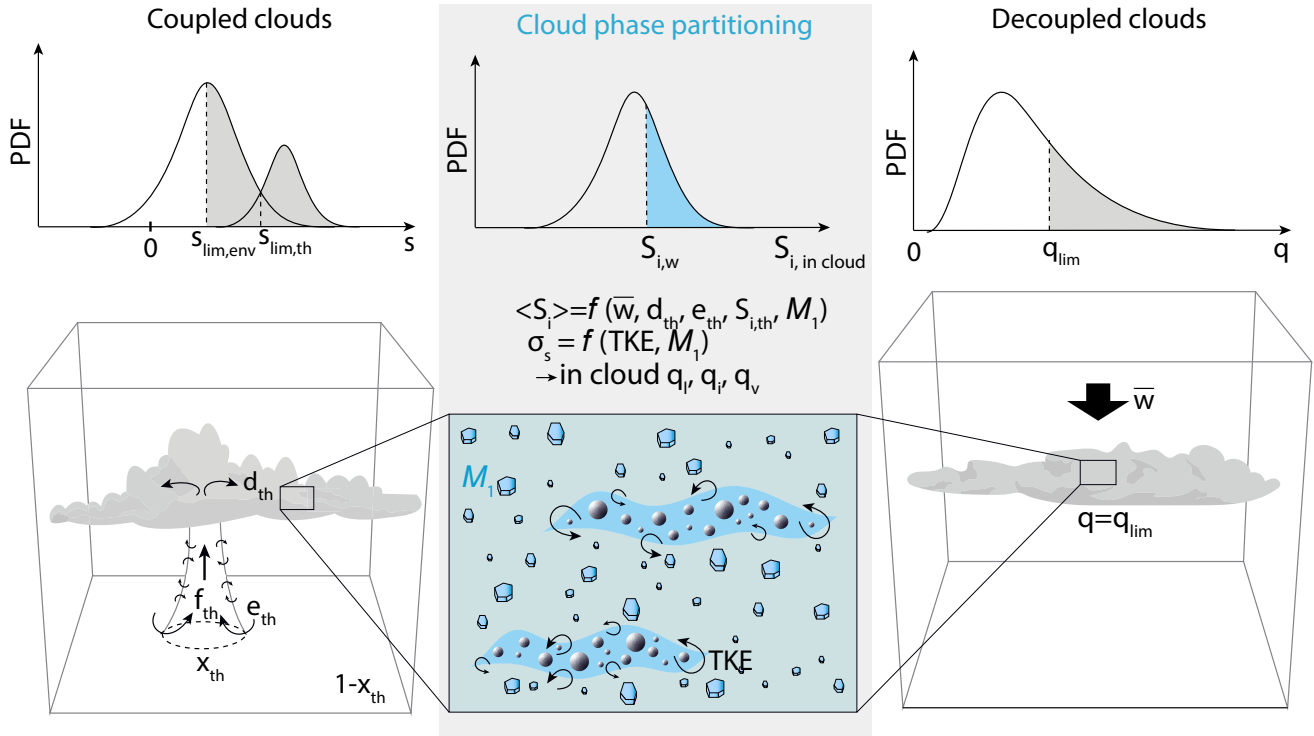 Coupled clouds
PDF
0
s_lim,env
s_lim,th
s
d_th
f_th
e_th
x_th
1-x_th
Cloud phase partitioning
PDF
S_i,w
S_i, in cloud
<S_i>=f (w̅, d_th, e_th, S_i,th, M_1)
σ_s = f (TKE, M_1)
→in cloud q_l, q_i, q_v
M_1
TKE
Decoupled clouds
PDF
0
q_lim
q
w̅
q=q_lim